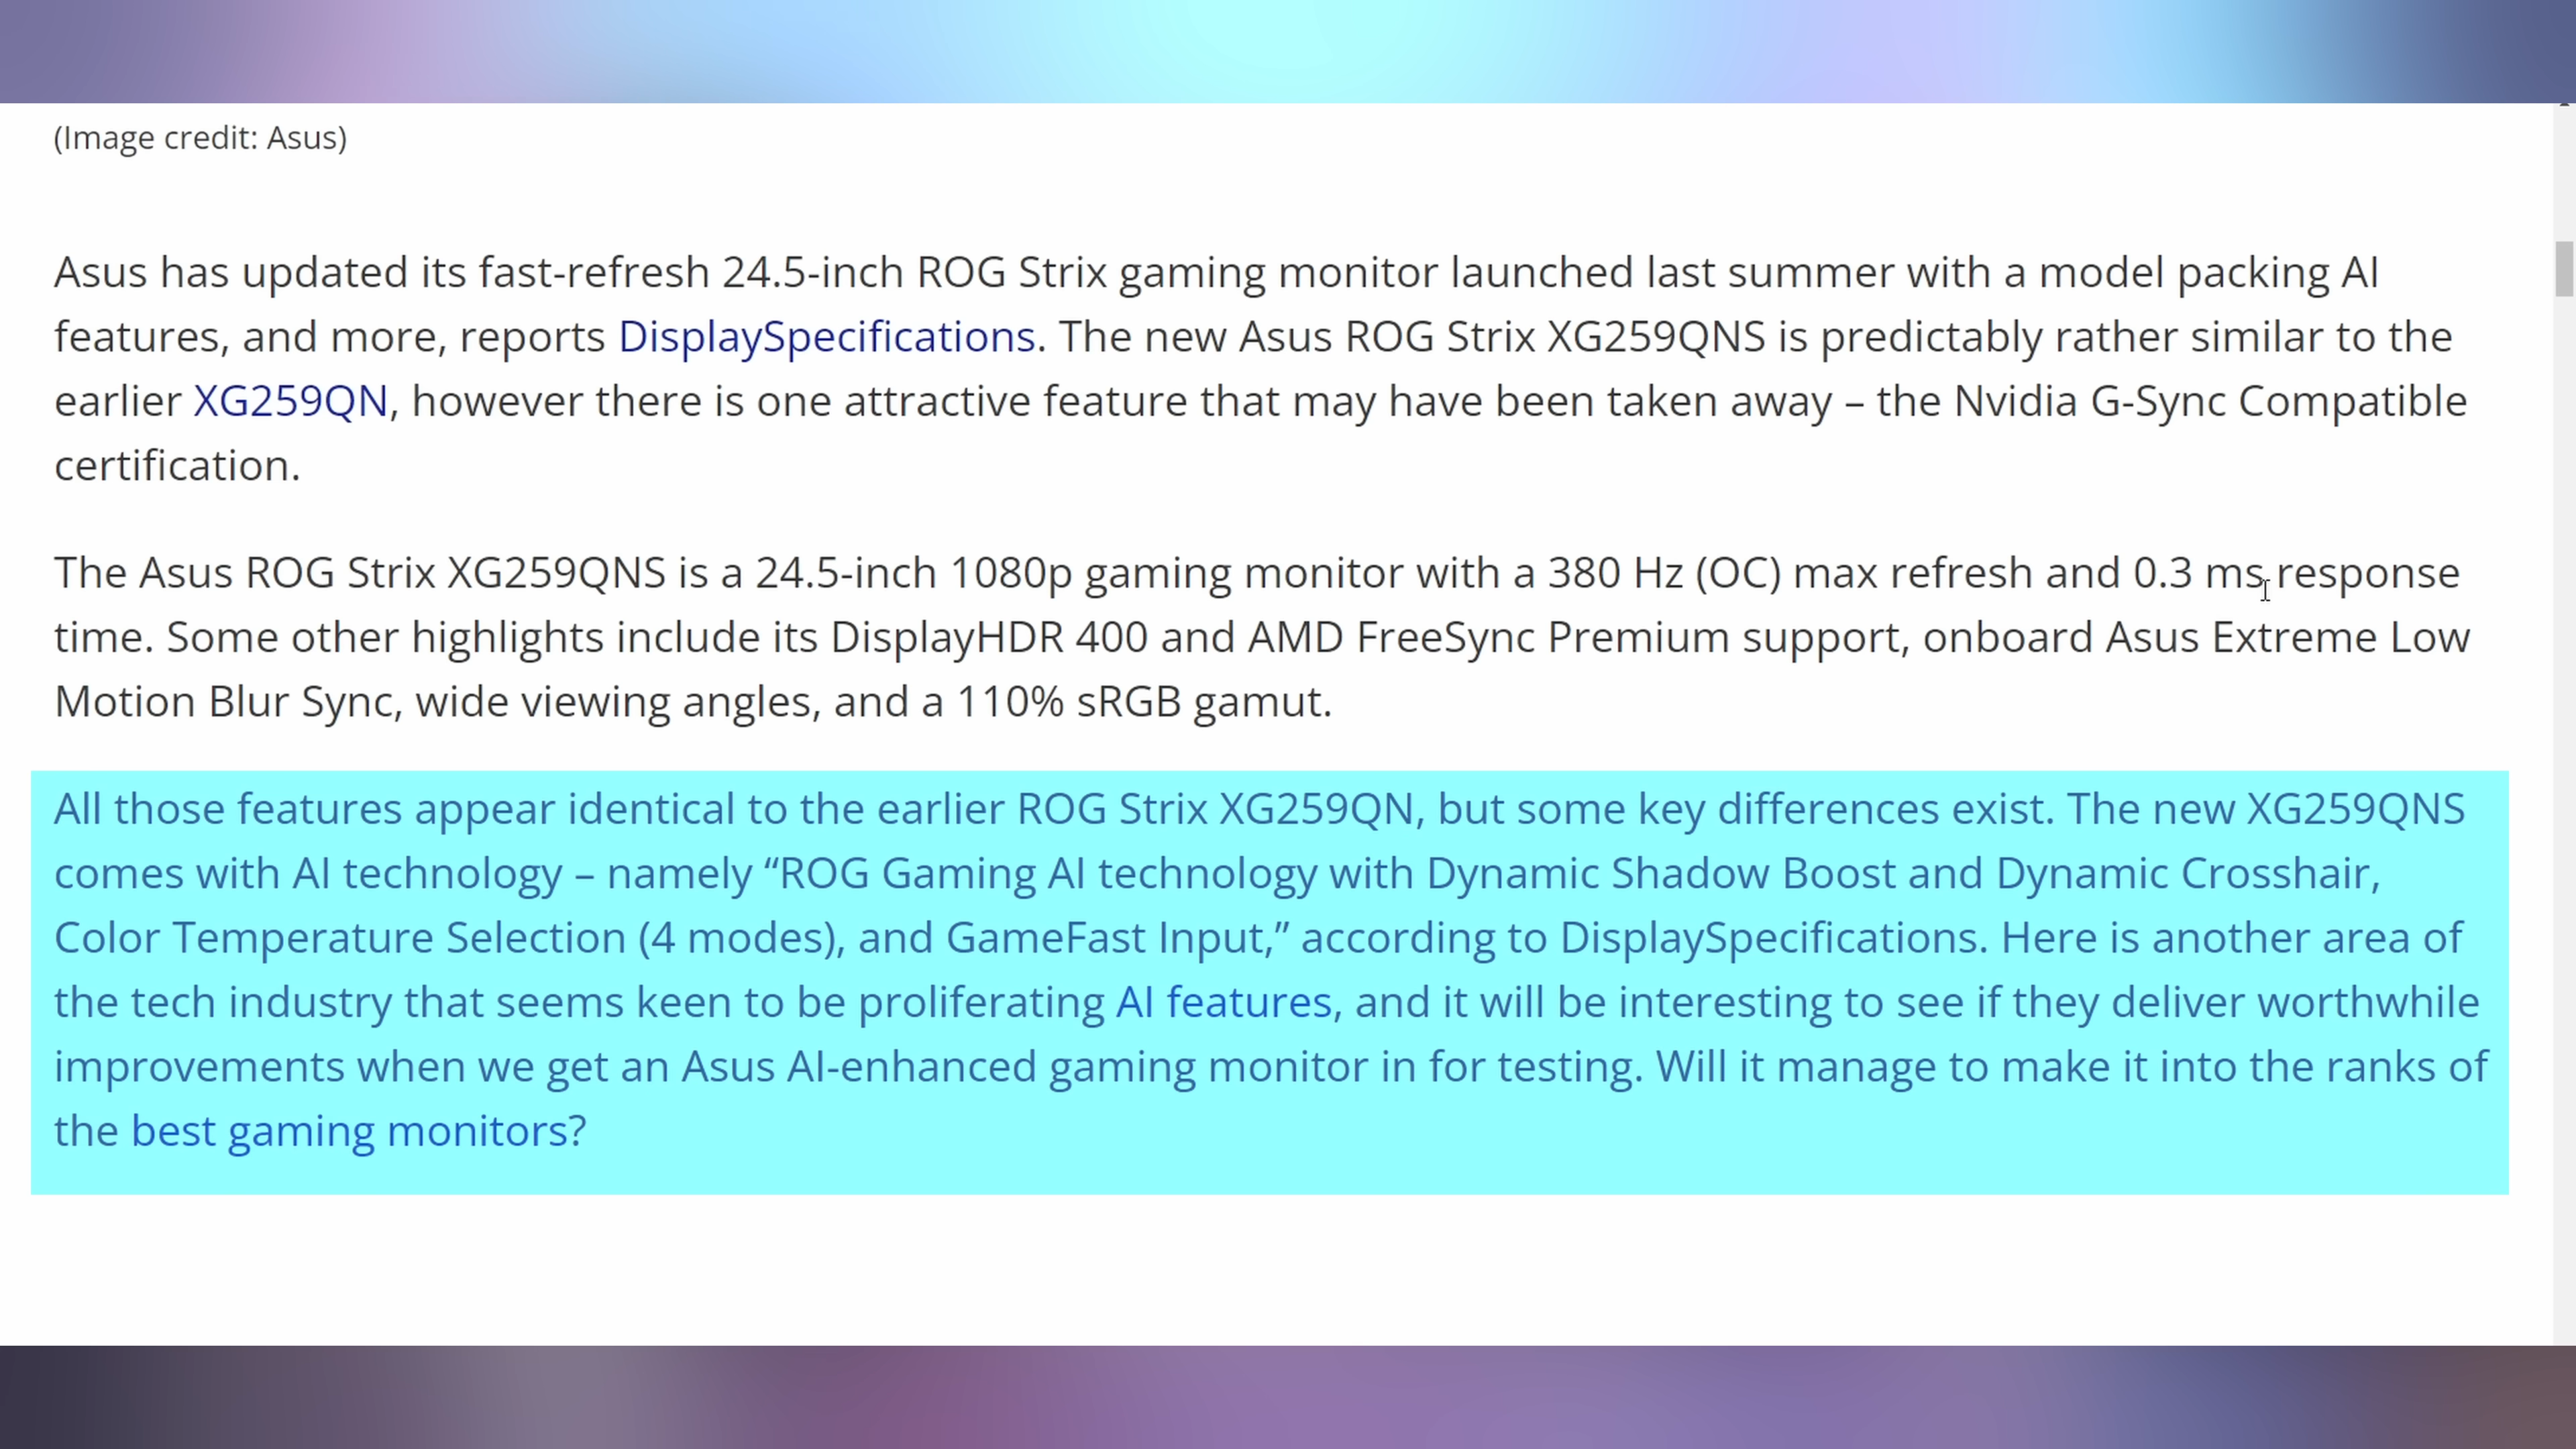 (Image credit: Asus)
Asus has updated its fast-refresh 24.5-inch ROG Strix gaming monitor launched last summer with a model packing AI
features, and more, reports DisplaySpecifications. The new Asus ROG Strix XG259QNS is predictably rather similar to the
earlier XG259QN, however there is one attractive feature that may have been taken away – the Nvidia G-Sync Compatible
certification.
The Asus ROG Strix XG259QNS is a 24.5-inch 1080p gaming monitor with a 380 Hz (OC) max refresh and 0.3 ms response
time. Some other highlights include its DisplayHDR 400 and AMD FreeSync Premium support, onboard Asus Extreme Low
Motion Blur Sync, wide viewing angles, and a 110% sRGB gamut.
All those features appear identical to the earlier ROG Strix XG259QN, but some key differences exist. The new XG259QNS
comes with AI technology – namely “ROG Gaming AI technology with Dynamic Shadow Boost and Dynamic Crosshair,
Color Temperature Selection (4 modes), and GameFast Input,” according to DisplaySpecifications. Here is another area of
the tech industry that seems keen to be proliferating AI features, and it will be interesting to see if they deliver worthwhile
improvements when we get an Asus AI-enhanced gaming monitor in for testing. Will it manage to make it into the ranks of
the best gaming monitors?